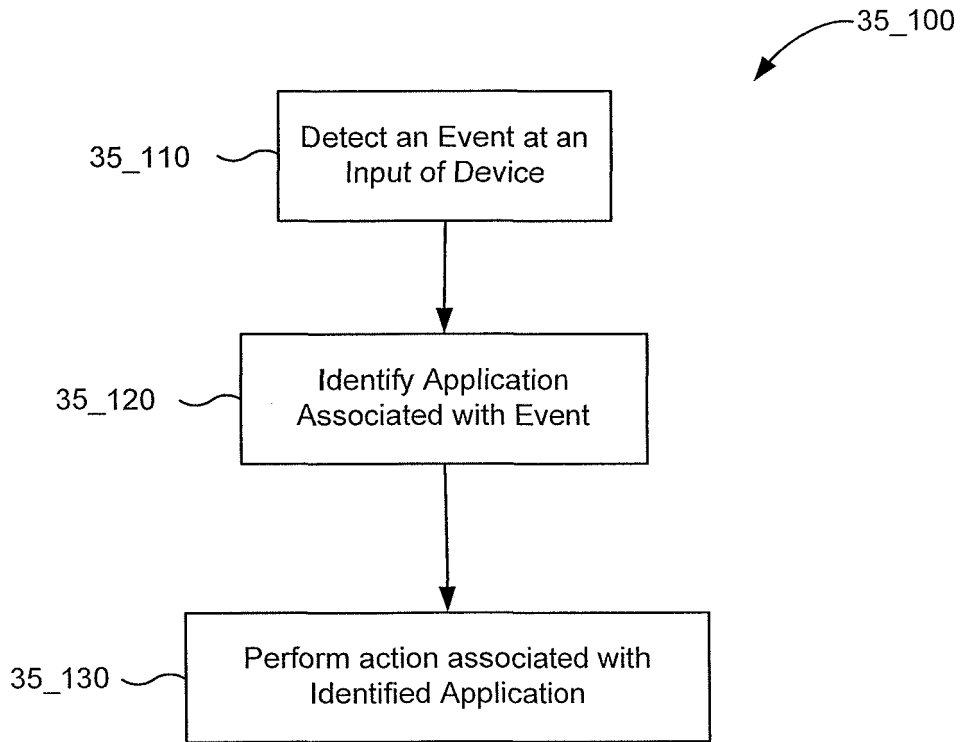 35_100
35_110
Detect an Event at an
Input of Device
35_120
Identify Application
Associated with Event
35_130
Perform action associated with
Identified Application